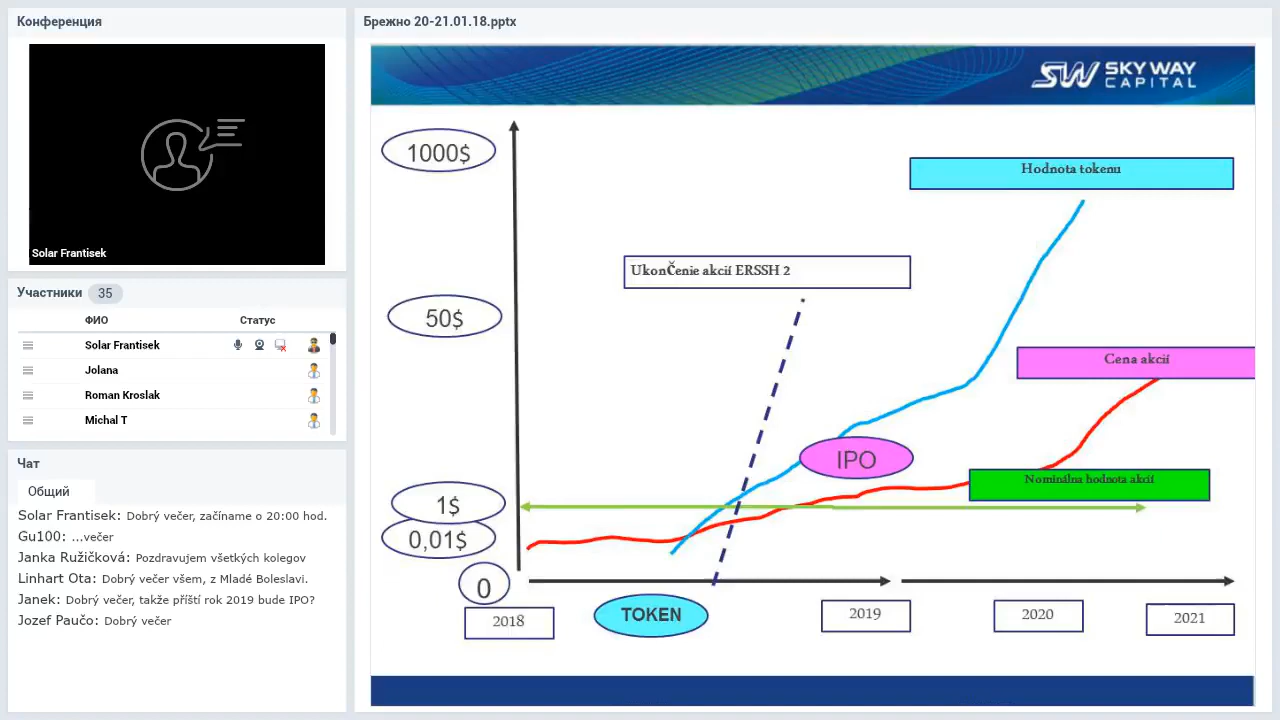 Конференция
Solar Frantisek
Участники 35
ФИО Статус
Solar Frantisek
Jolana
Roman Kroslak
Michal T
Чат
Общий
Solar Frantisek: Dobrý večer, začíname o 20:00 hod.
Gu100: ...večer
Janka Ružičková: Pozdravujem všetkých kolegov
Linhart Ota: Dobrý večer všem, z Mladé Boleslavi.
Janek: Dobrý večer, takže příští rok 2019 bude IPO?
Jozef Paučo: Dobrý večer
Брежно 20-21.01.18.pptx
SW SKY WAY
CAPITAL
1000$
Hodnota tokenu
UkonČenie akcií ERSSH 2
50$
Cena akcií
IPO
Nominálna hodnota akcií
1$
0,01$
0
TOKEN
2018
2019
2020
2021